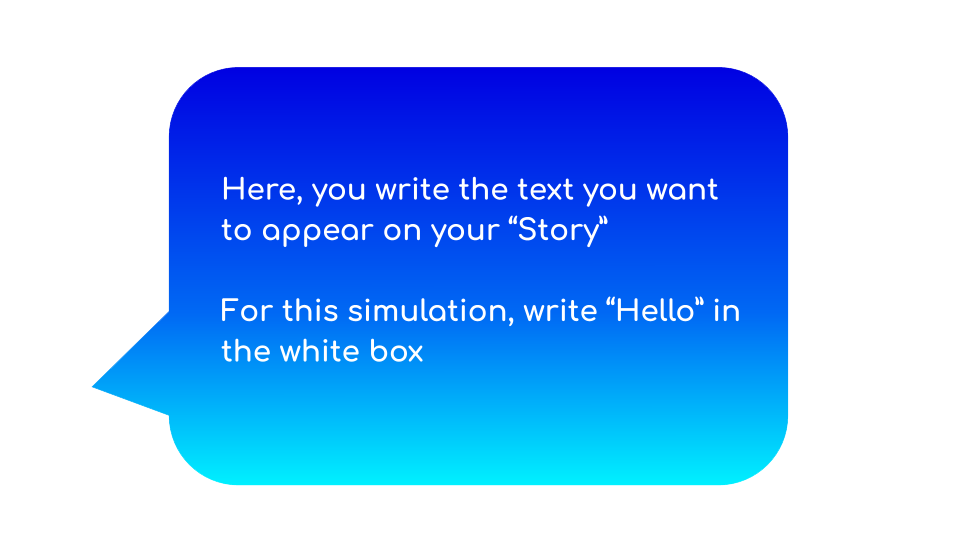 Here, you write the text you want
to appear on your “Story”
For this simulation, write “Hello” in
the white box